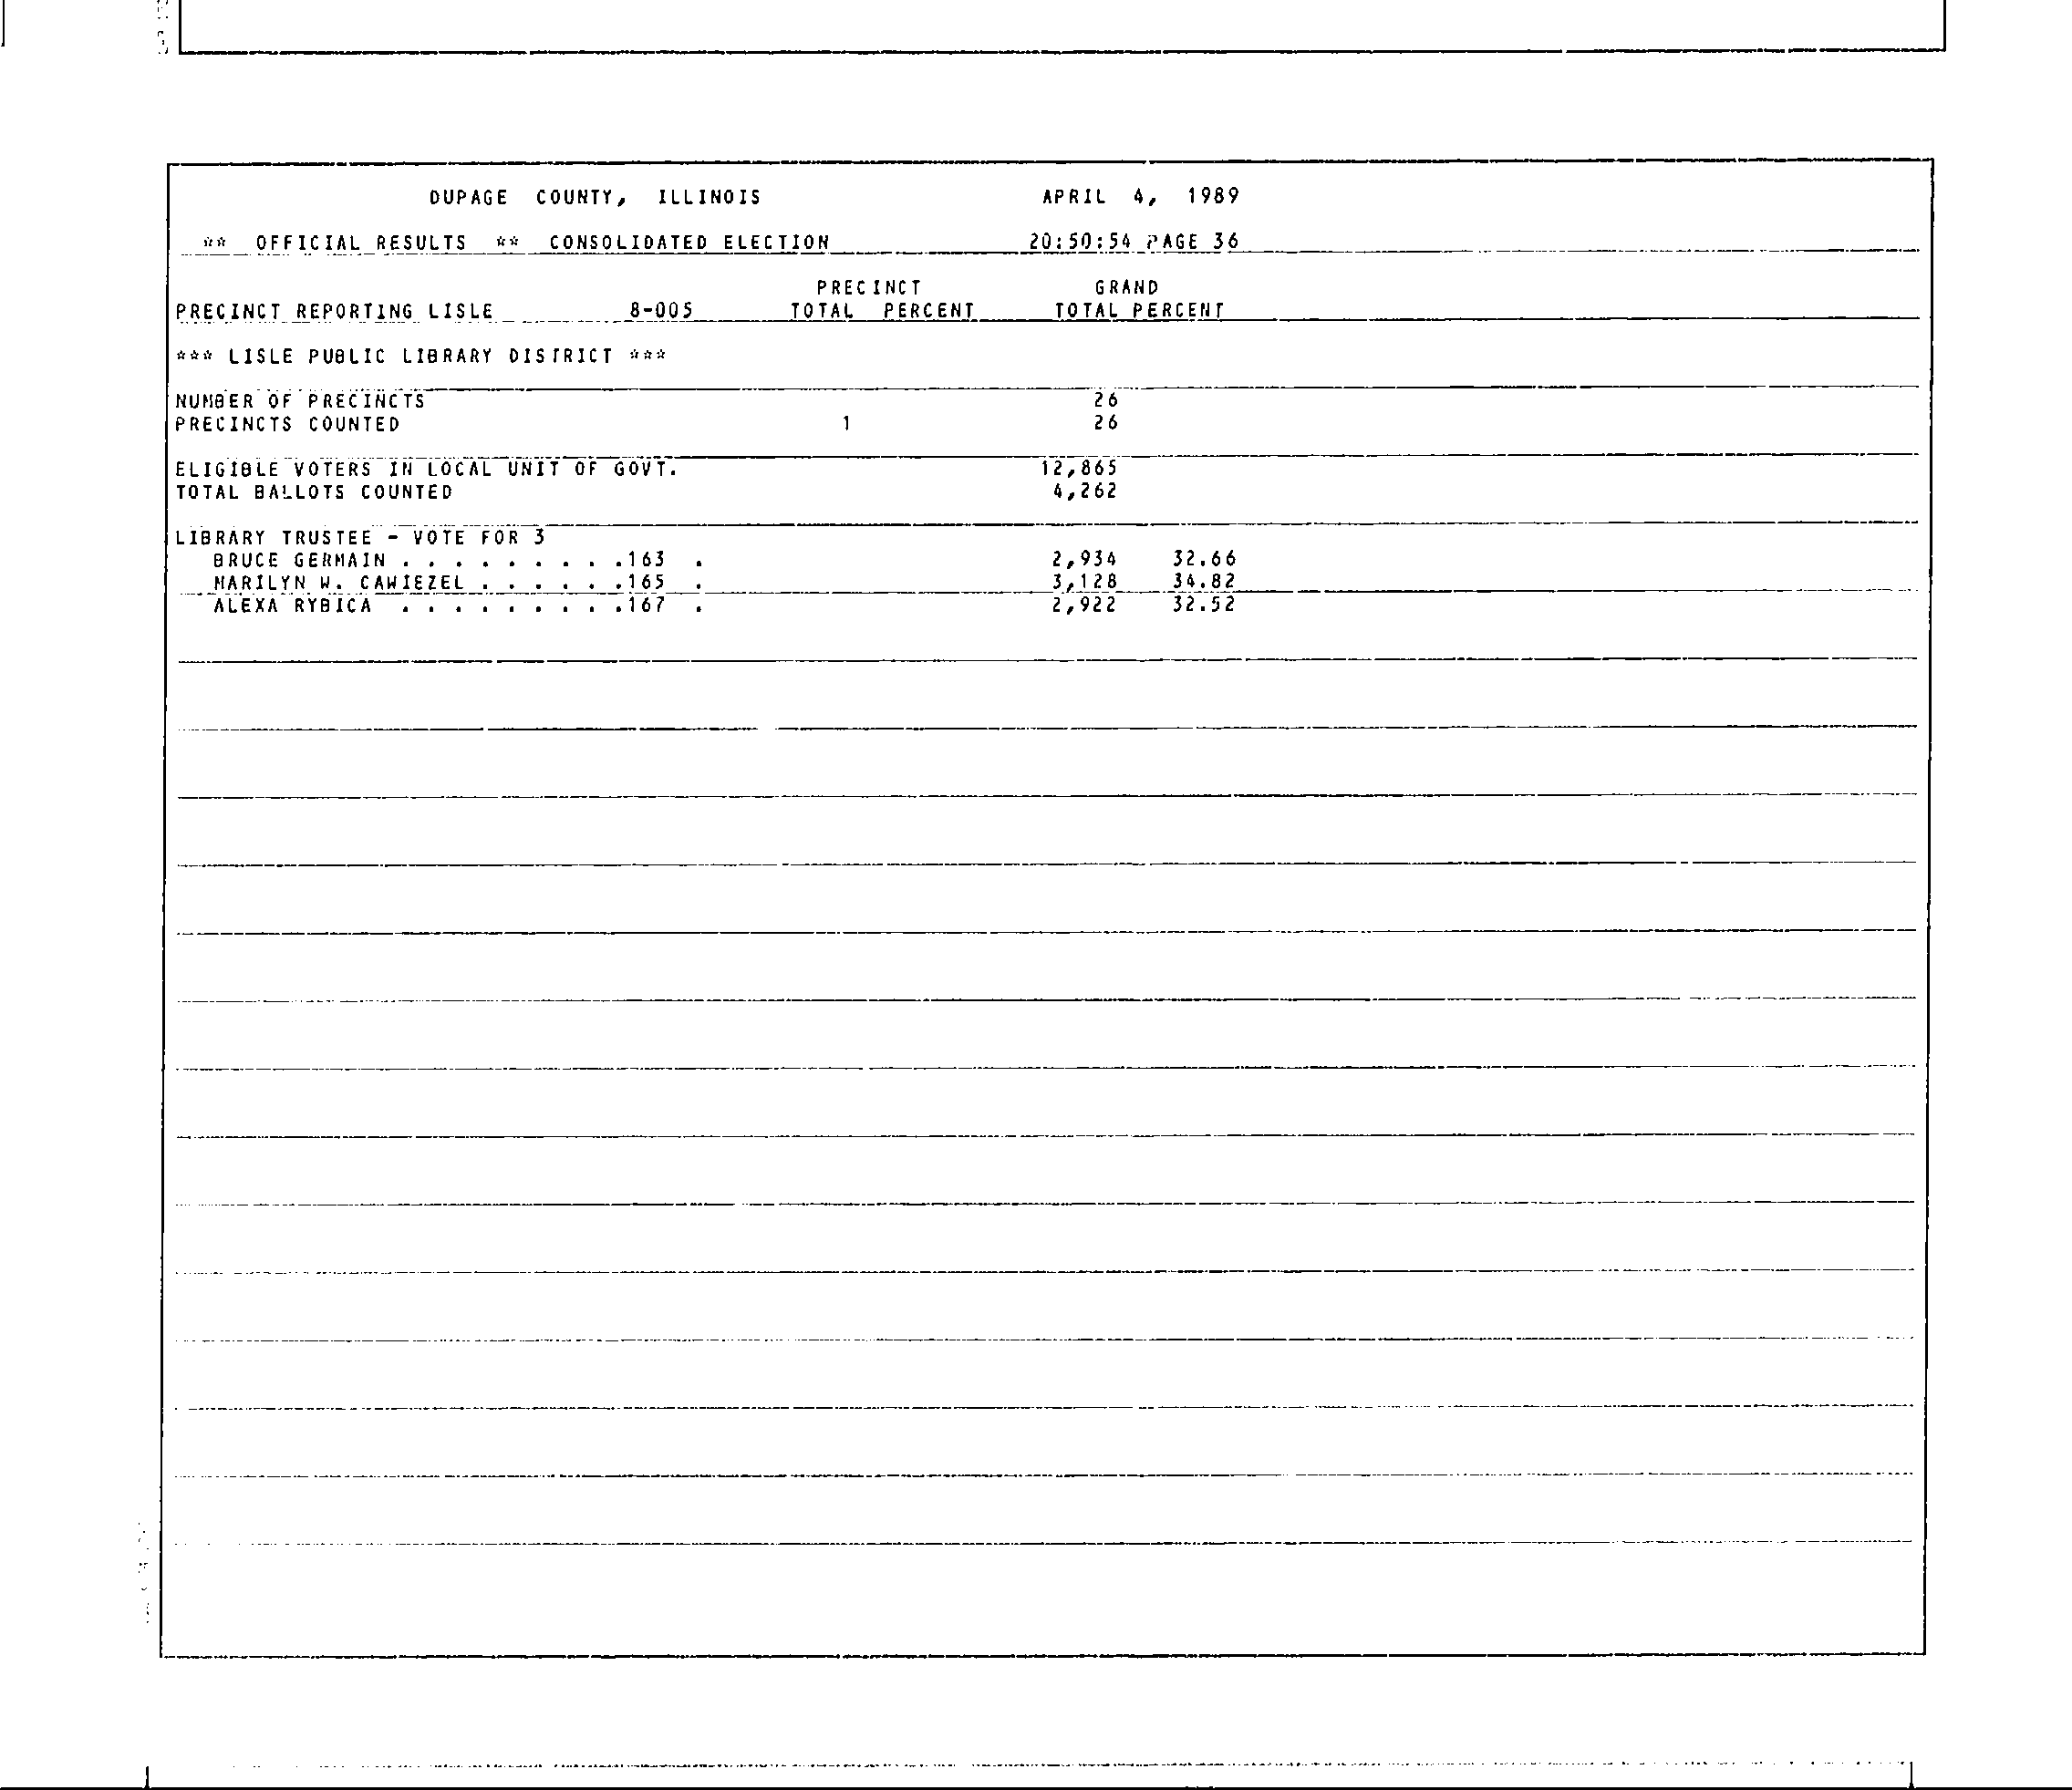 DUPAGE COUNTY, ILLINOIS APRIL 4, 1989
** OFFICIAL RESULTS ** CONSOLIDATED ELECTION 20:50:54 PAGE 36
PRECINCT GRAND
PRECINCT REPORTING LISLE 8-005 TOTAL PERCENT TOTAL PERCENT
*** LISLE PUBLIC LIBRARY DISTRICT ***
NUMBER OF PRECINCTS 26
PRECINCTS COUNTED 1 26
ELIGIBLE VOTERS IN LOCAL UNIT OF GOVT. 12,865
TOTAL BALLOTS COUNTED 4,262
LIBRARY TRUSTEE - VOTE FOR 3
BRUCE GERMAIN . . . . . . . . .163 . 2,934 32.66
MARILYN W. CAWIEZEL . . . . . .165 . 3,128 34.82
ALEXA RYBICA . . . . . . . . .167 . 2,922 32.52